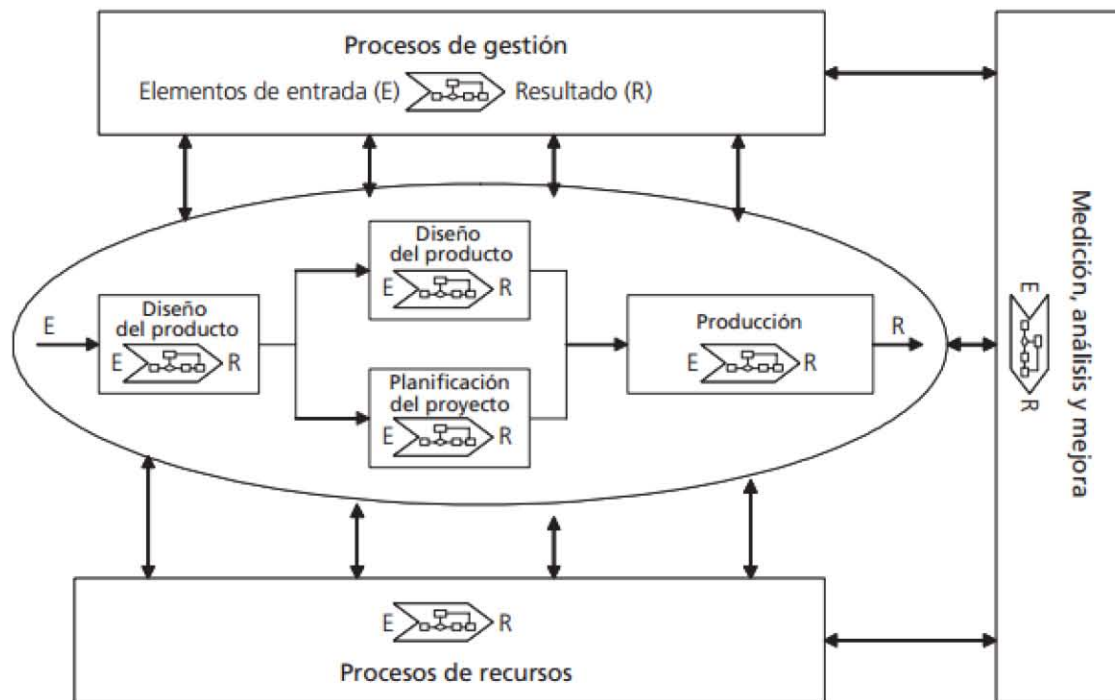 Procesos de gestión
Elementos de entrada (E) Resultado (R)
Diseño
del producto
E R
E
Diseño
del producto
E R
Planificación
del proyecto
E R
Producción
E R
R
E R
Procesos de recursos
Medición, análisis y mejora
E R